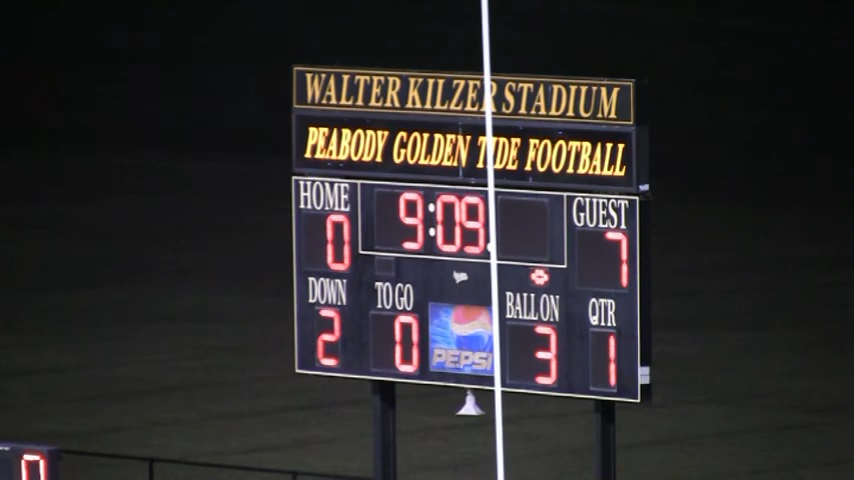 WALTER KILZER STADIUM
PEABODY GOLDEN TIDE FOOTBALL
HOME 9:09 GUEST
0 7
DOWN TO GO BALL ON QTR
2 0 PEPSI 3 1
0